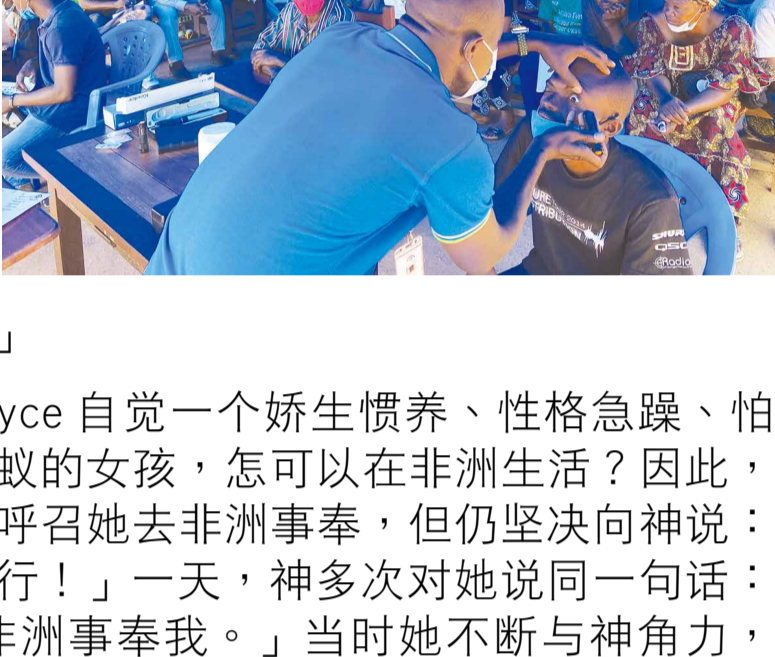 SHURE
QSC
Radio
」
yce 自觉一个娇生惯养、性格急躁、怕
蚁的女孩，怎可以在非洲生活？因此，
呼召她去非洲事奉，但仍坚决向神说：
行！」一天，神多次对她说同一句话：
非洲事奉我。」当时她不断与神角力，